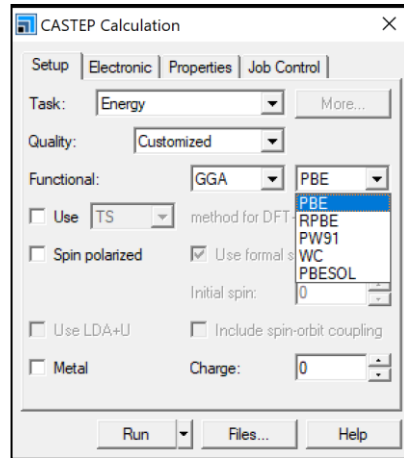 CASTEP Calculation
Setup Electronic Properties Job Control
Task: Energy More...
Quality: Customized
Functional: GGA PBE
PBE
RPBE
PW91
WC
PBESOL
Use TS method for DFT-
Spin polarized Use formal s
Initial spin: 0
Use LDA+U Include spin-orbit coupling
Metal Charge: 0
Run Files... Help